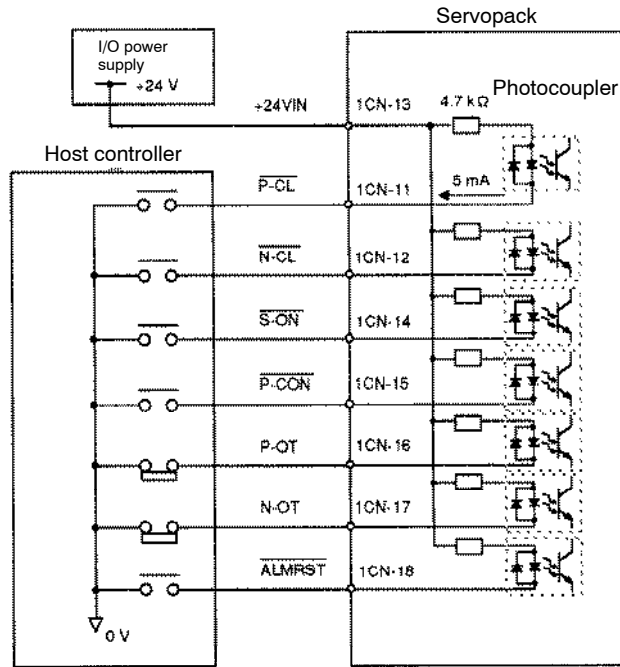 Servopack
I/O power
supply
+24 V
Photocoupler
+24VIN
1CN-13
4.7 kΩ
Host controller
P-CL
1CN-11
5 mA
N-CL
1CN-12
S-ON
1CN-14
P-CON
1CN-15
P-OT
1CN-16
N-OT
1CN-17
ALMRST
1CN-18
0 V